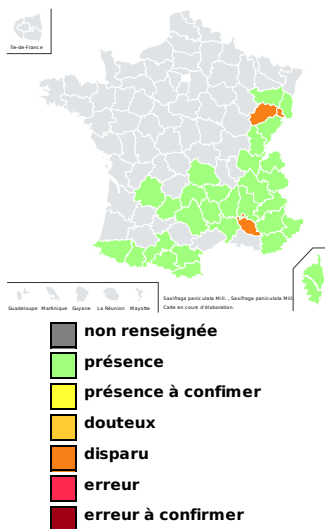 Île-de-France
Guadeloupe Martinique Guyane La Réunion Mayotte
Saxifraga paniculata Mill. , Saxifraga paniculata Mill.
Carte en cours d'élaboration.
non renseignée
présence
présence à confimer
douteux
disparu
erreur
erreur à confirmer